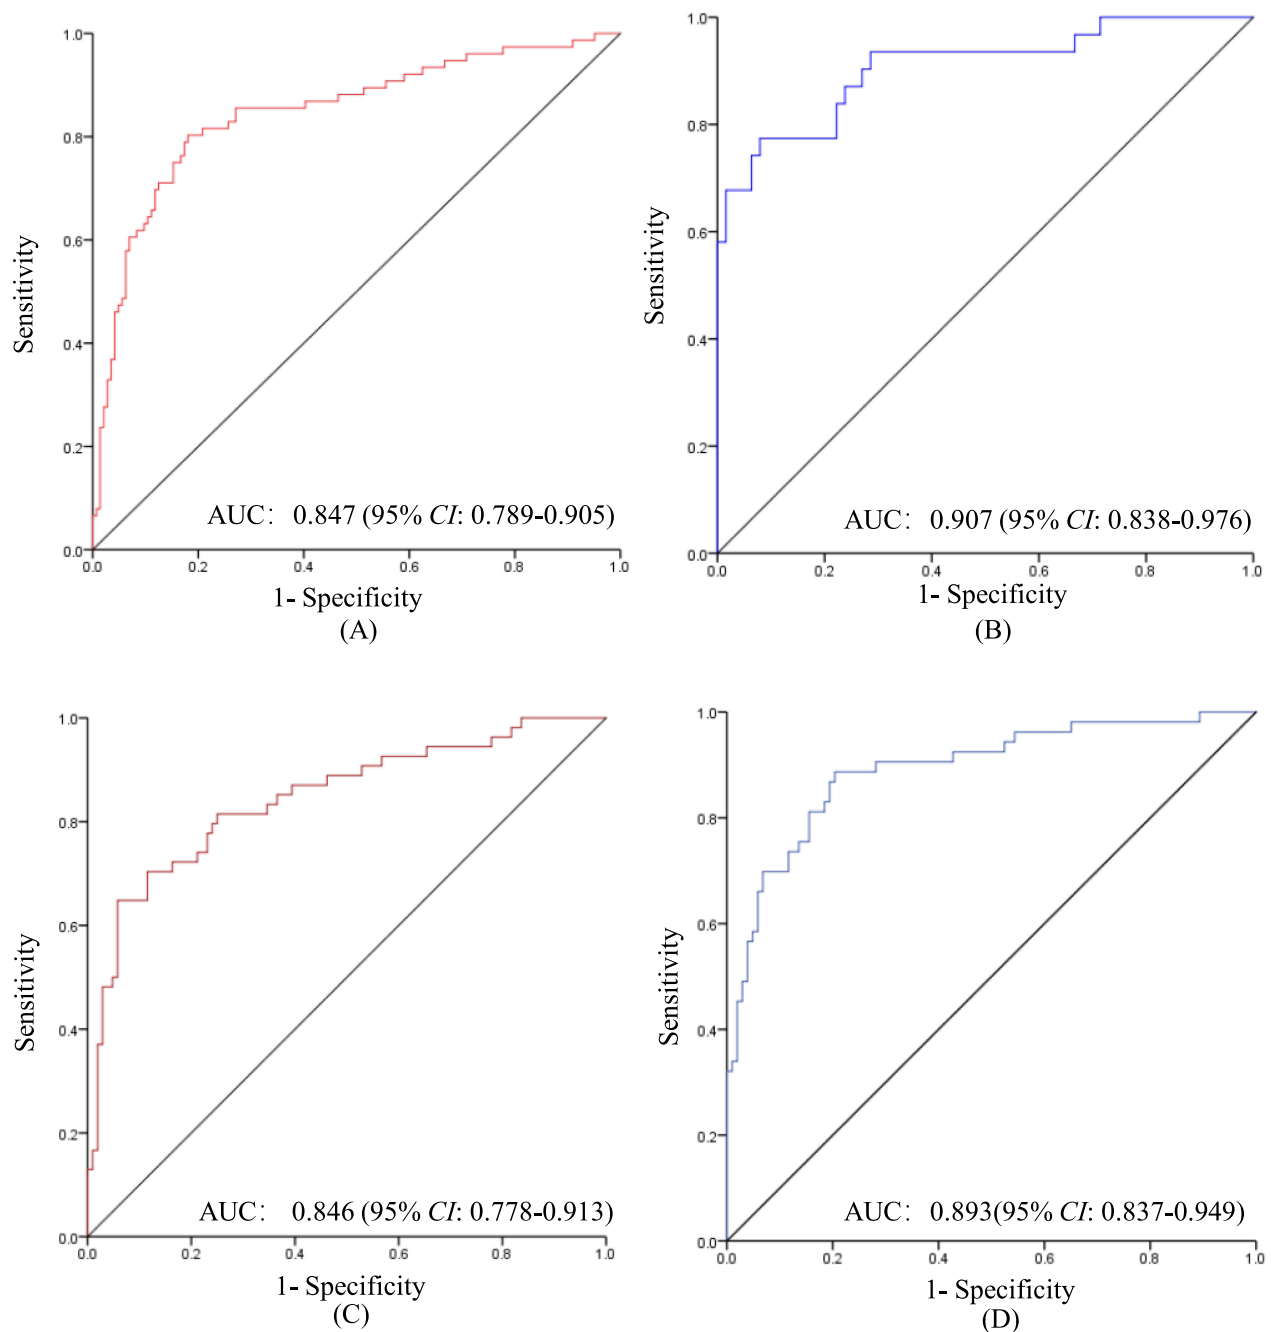 1.0
0.8
0.6
0.4
0.2
0.0
Sensitivity
AUC： 0.847 (95% CI: 0.789-0.905)
0.0 0.2 0.4 0.6 0.8 1.0
1- Specificity
(A)
1.0
0.8
0.6
0.4
0.2
0.0
Sensitivity
AUC： 0.907 (95% CI: 0.838-0.976)
0.0 0.2 0.4 0.6 0.8 1.0
1- Specificity
(B)
1.0
0.8
0.6
0.4
0.2
0.0
Sensitivity
AUC： 0.846 (95% CI: 0.778-0.913)
0.0 0.2 0.4 0.6 0.8 1.0
1- Specificity
(C)
1.0
0.8
0.6
0.4
0.2
0.0
Sensitivity
AUC： 0.893(95% CI: 0.837-0.949)
0.0 0.2 0.4 0.6 0.8 1.0
1- Specificity
(D)